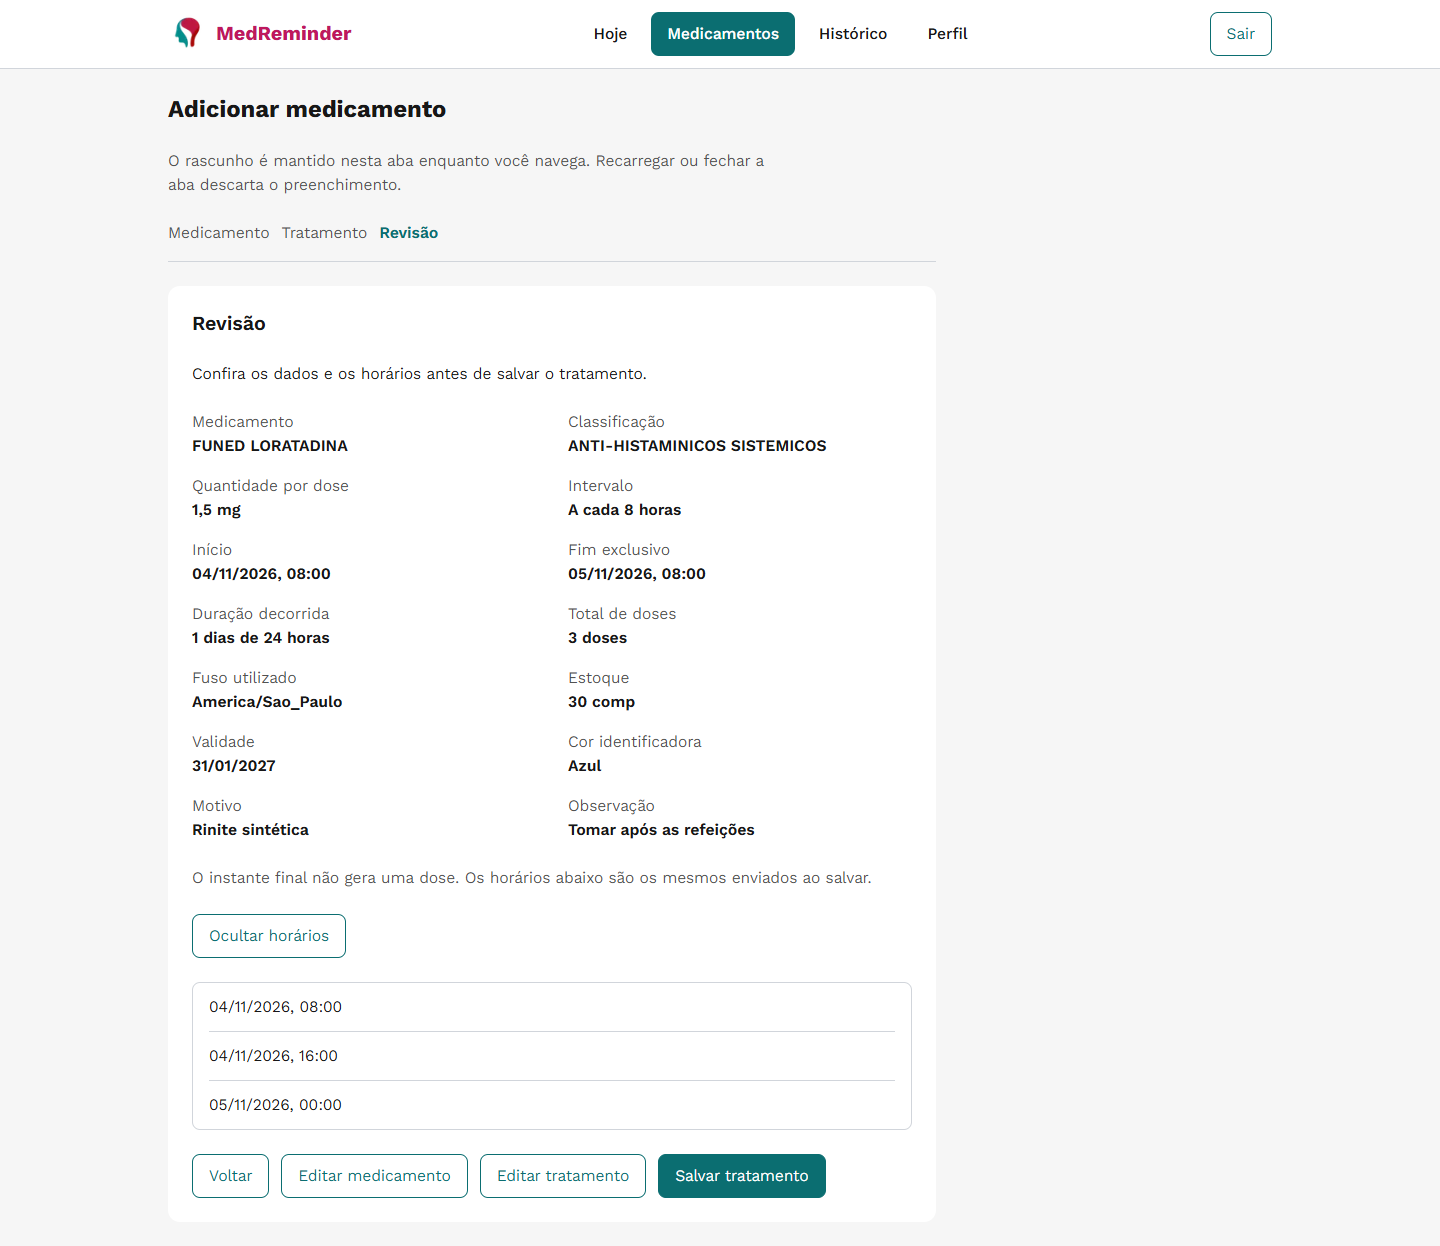 MedReminder
Hoje
Medicamentos
Histórico
Perfil
Sair
Adicionar medicamento
O rascunho é mantido nesta aba enquanto você navega. Recarregar ou fechar a
aba descarta o preenchimento.
Medicamento Tratamento Revisão
Revisão
Confira os dados e os horários antes de salvar o tratamento.
Medicamento
FUNED LORATADINA
Classificação
ANTI-HISTAMINICOS SISTEMICOS
Quantidade por dose
1,5 mg
Intervalo
A cada 8 horas
Início
04/11/2026, 08:00
Fim exclusivo
05/11/2026, 08:00
Duração decorrida
1 dias de 24 horas
Total de doses
3 doses
Fuso utilizado
America/Sao_Paulo
Estoque
30 comp
Validade
31/01/2027
Cor identificadora
Azul
Motivo
Rinite sintética
Observação
Tomar após as refeições
O instante final não gera uma dose. Os horários abaixo são os mesmos enviados ao salvar.
Ocultar horários
04/11/2026, 08:00
04/11/2026, 16:00
05/11/2026, 00:00
Voltar
Editar medicamento
Editar tratamento
Salvar tratamento